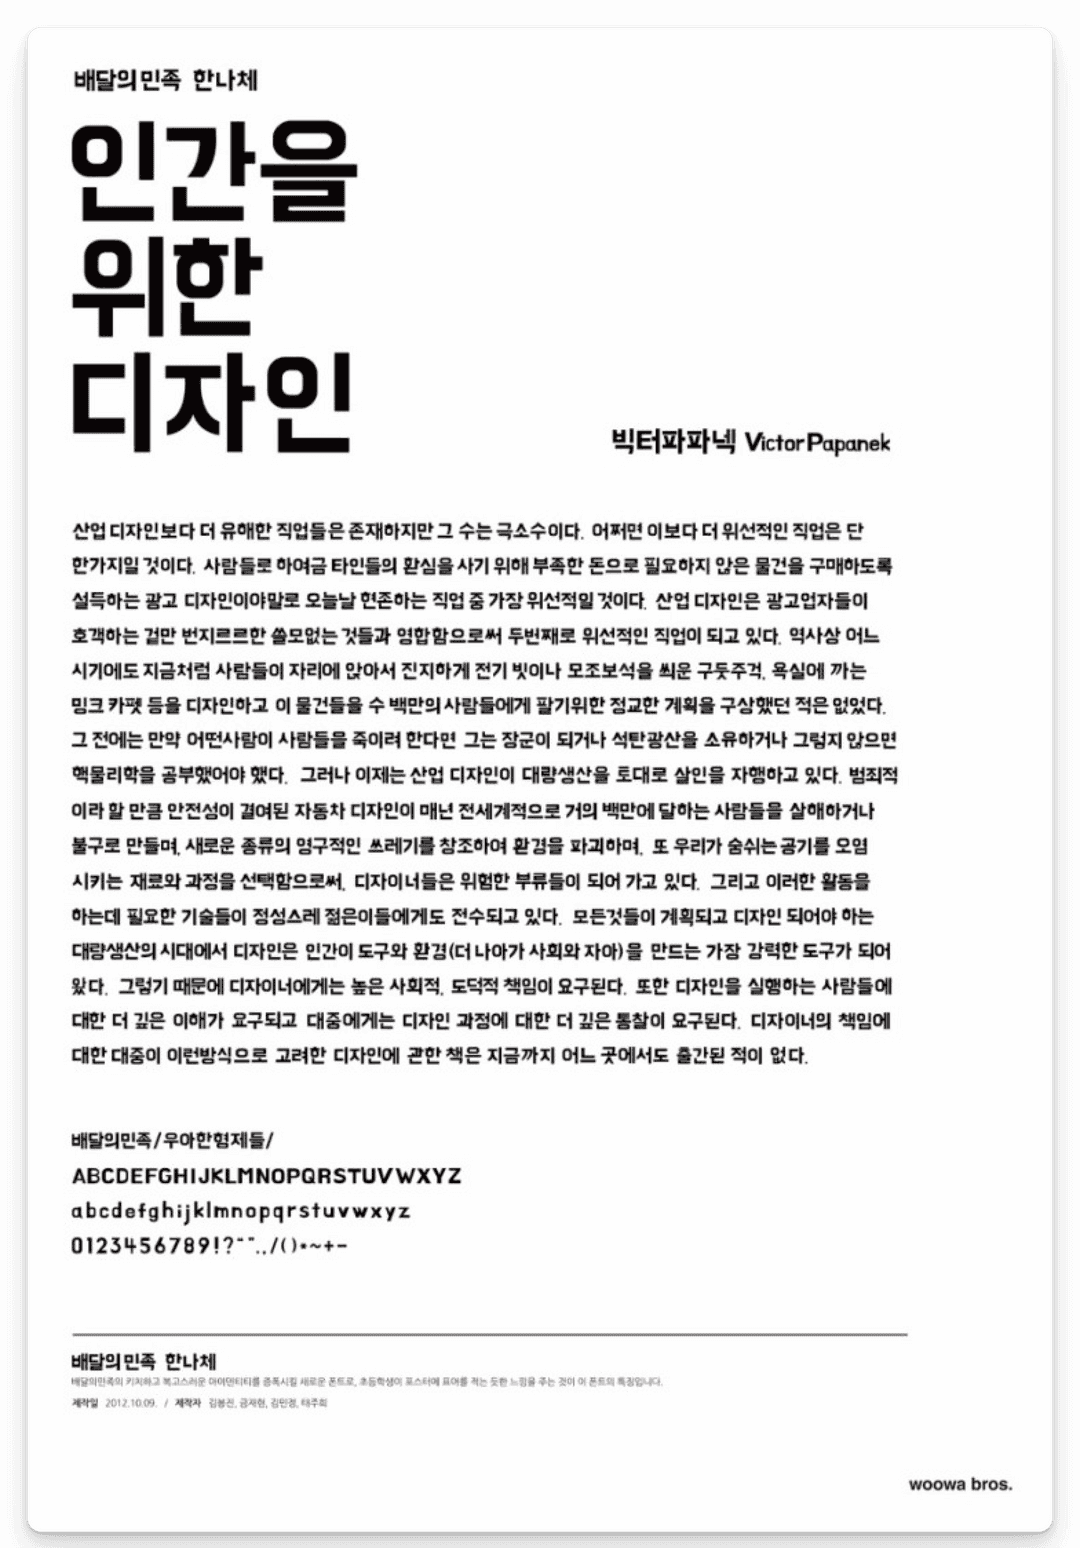 배달의민족 한나체
인간을
위한
디자인
빅터파파넥 Victor Papanek
산업 디자인보다 더 유해한 직업들은 존재하지만 그 수는 극소수이다. 어쩌면 이보다 더 위선적인 직업은 단
한가지일 것이다. 사람들로 하여금 타인들의 환심을 사기 위해 부족한 돈으로 필요하지 않은 물건을 구매하도록
설득하는 광고 디자인이야말로 오늘날 현존하는 직업 중 가장 위선적일 것이다. 산업 디자인은 광고업자들이
호객하는 겉만 번지르르한 쓸모없는 것들과 영합함으로써 두번째로 위선적인 직업이 되고 있다. 역사상 어느
시기에도 지금처럼 사람들이 자리에 앉아서 진지하게 전기 빗이나 모조보석을 씌운 구둣주걱, 욕실에 까는
밍크 카펫 등을 디자인하고 이 물건들을 수 백만의 사람들에게 팔기위한 정교한 계획을 구상했던 적은 없었다.
그 전에는 만약 어떤사람이 사람들을 죽이려 한다면 그는 장군이 되거나 석탄광산을 소유하거나 그렇지 않으면
핵물리학을 공부했어야 했다. 그러나 이제는 산업 디자인이 대량생산을 토대로 살인을 자행하고 있다. 범죄적
이라 할 만큼 안전성이 결여된 자동차 디자인이 매년 전세계적으로 거의 백만에 달하는 사람들을 살해하거나
불구로 만들며, 새로운 종류의 영구적인 쓰레기를 창조하여 환경을 파괴하며, 또 우리가 숨쉬는 공기를 오염
시키는 재료와 과정을 선택함으로써, 디자이너들은 위험한 부류들이 되어 가고 있다. 그리고 이러한 활동을
하는데 필요한 기술들이 정성스레 젊은이들에게도 전수되고 있다. 모든것들이 계획되고 디자인 되어야 하는
대량생산의 시대에서 디자인은 인간이 도구와 환경(더 나아가 사회와 자아)을 만드는 가장 강력한 도구가 되어
왔다. 그렇기 때문에 디자이너에게는 높은 사회적, 도덕적 책임이 요구된다. 또한 디자인을 실행하는 사람들에
대한 더 깊은 이해가 요구되고 대중에게는 디자인 과정에 대한 더 깊은 통찰이 요구된다. 디자이너의 책임에
대한 대중이 이런방식으로 고려한 디자인에 관한 책은 지금까지 어느 곳에서도 출간된 적이 없다.
배달의민족/우아한형제들/
ABCDEFGHIJKLMNOPQRSTUVWXYZ
abcdefghijklmnopqrstuvwxyz
0123456789!?"".,/()*~+-
배달의민족 한나체
배달의민족의 키치하고 복고스러운 아이덴티티를 증폭시킬 새로운 폰트로, 초등학생이 포스터에 표어를 적는 듯한 느낌을 주는 것이 이 폰트의 특징입니다.
제작일 2012.10.09. / 제작자 김봉진, 금재현, 김민정, 태주희
woowa bros.